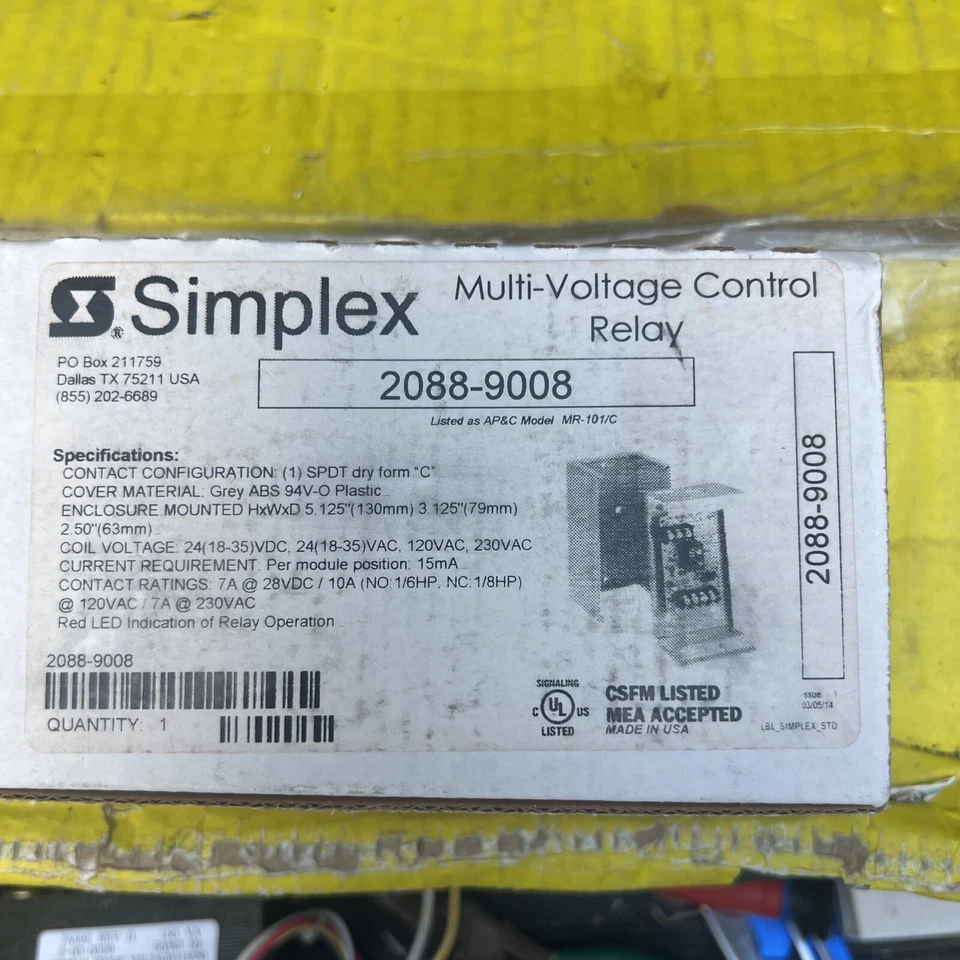 Simplex
®
Multi-Voltage Control
Relay
PO Box 211759
Dallas TX 75211 USA
(855) 202-6689
2088-9008
Listed as AP&C Model MR-101/C
Specifications:
CONTACT CONFIGURATION: (1) SPDT dry form "C"
COVER MATERIAL: Grey ABS 94V-O Plastic
ENCLOSURE MOUNTED HxWxD 5.125"(130mm) 3.125"(79mm)
2.50"(63mm)
COIL VOLTAGE: 24(18-35)VDC, 24(18-35)VAC, 120VAC, 230VAC
CURRENT REQUIREMENT: Per module position: 15mA
CONTACT RATINGS: 7A @ 28VDC / 10A (NO:1/6HP, NC:1/8HP)
@ 120VAC / 7A @ 230VAC
Red LED Indication of Relay Operation
2088-9008
QUANTITY: 1
SIGNALING
C UL US
LISTED
CSFM LISTED
MEA ACCEPTED
MADE IN USA
2088-9008
03/05/14
LBL_SIMPLEX_STD